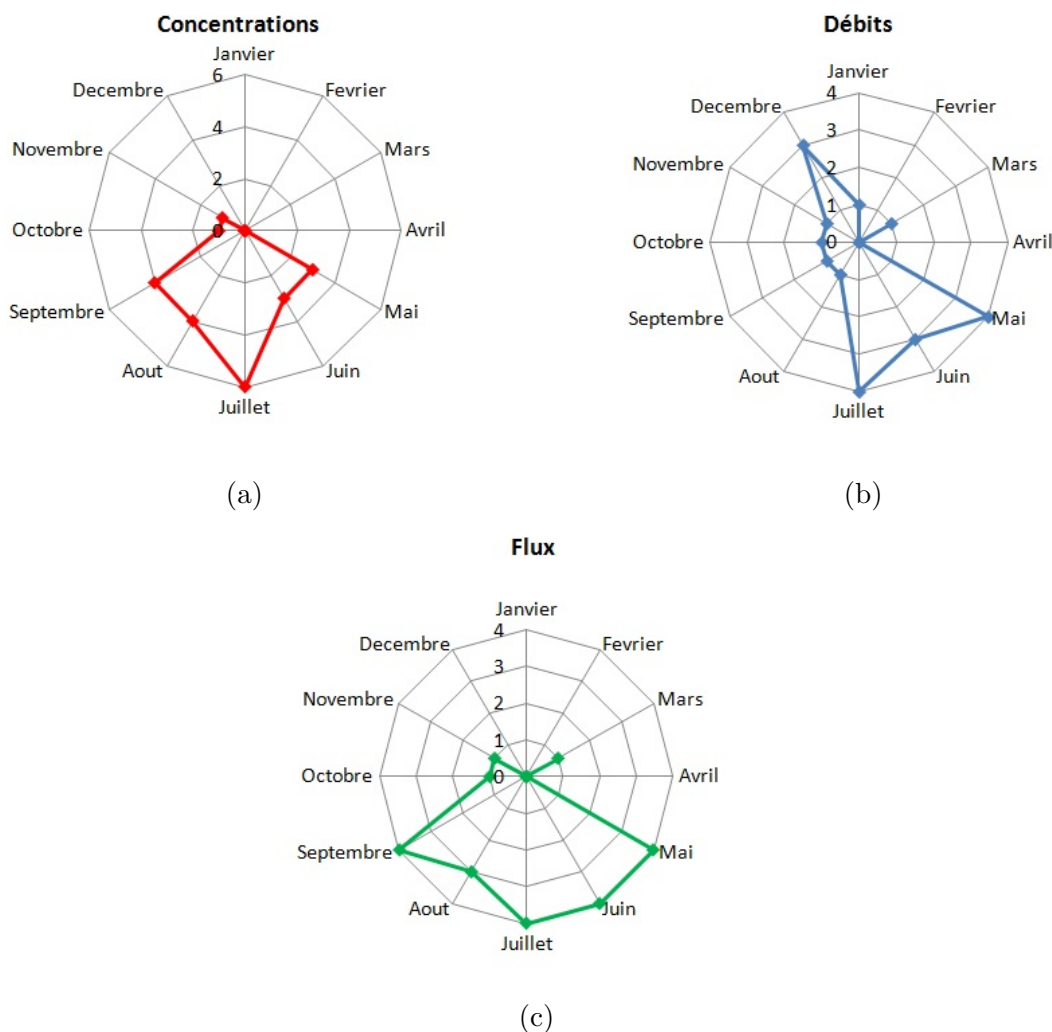 Concentrations
Janvier
Fevrier
Mars
Avril
Mai
Juin
Juillet
Aout
Septembre
Octobre
Novembre
Decembre
6
4
2
0
(a)
Débits
Janvier
Fevrier
Mars
Avril
Mai
Juin
Juillet
Aout
Septembre
Octobre
Novembre
Decembre
4
3
2
1
0
(b)
Flux
Janvier
Fevrier
Mars
Avril
Mai
Juin
Juillet
Aout
Septembre
Octobre
Novembre
Decembre
4
3
2
1
0
(c)